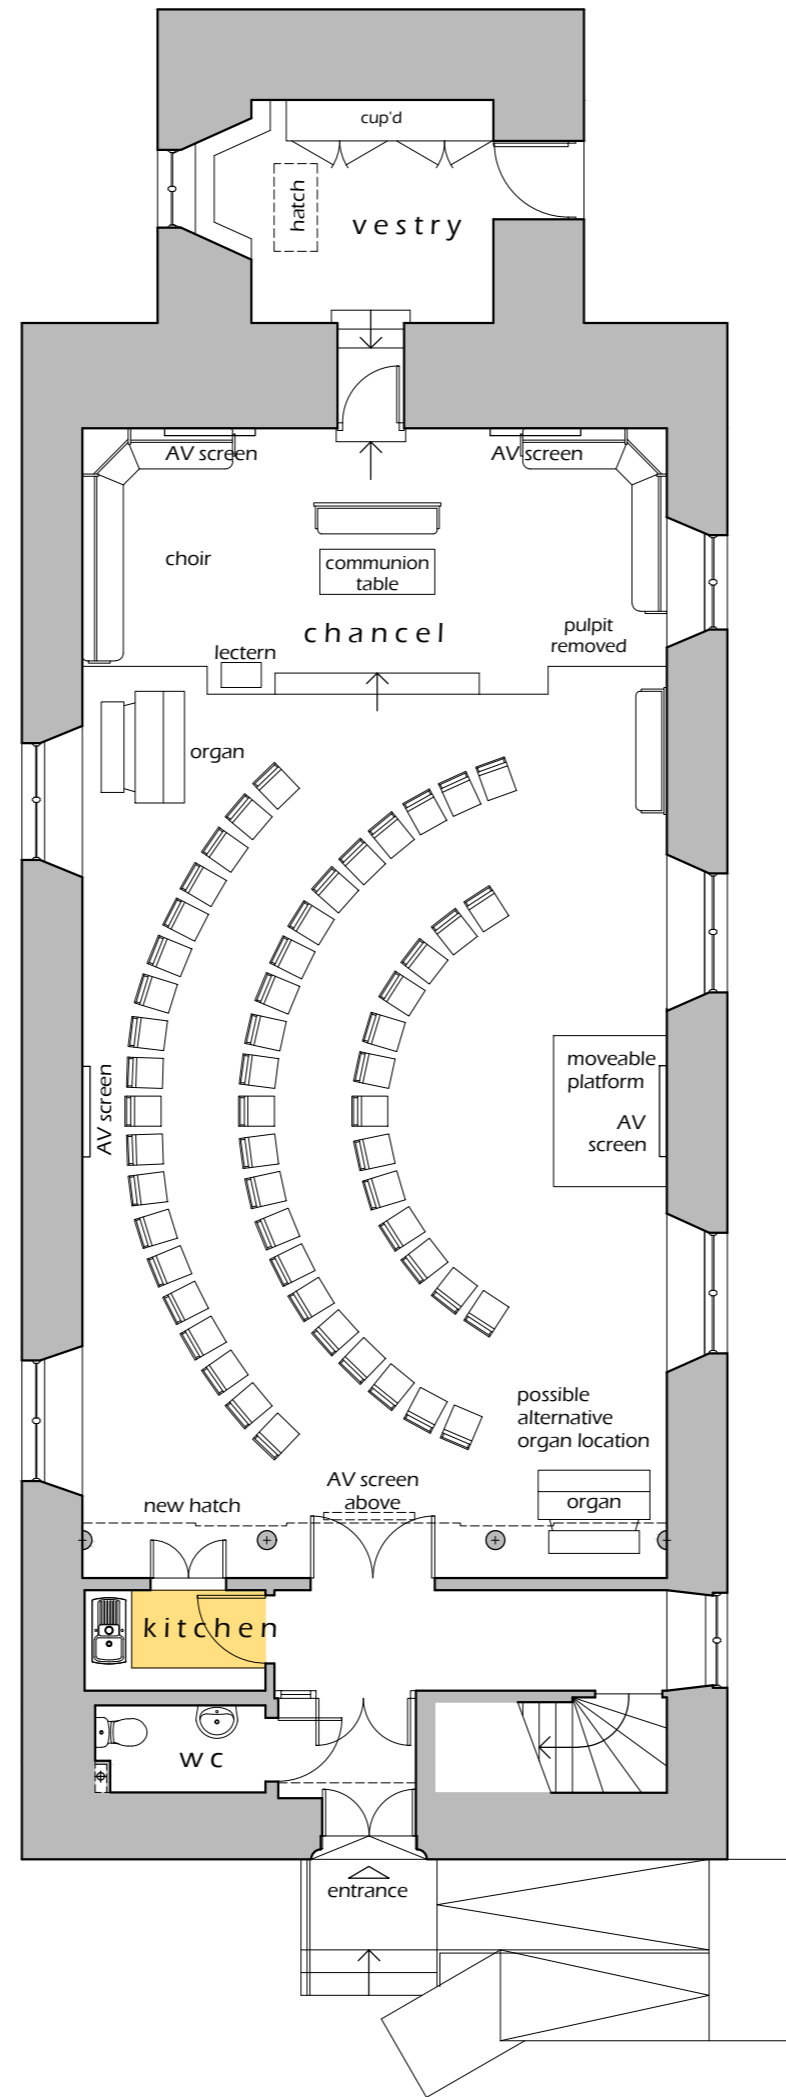 cup'd
hatch
vestry
AV screen
AV screen
choir
communion
table
chancel
pulpit
removed
lectern
organ
AV screen
moveable
platform
AV
screen
possible
alternative
organ location
AV screen
above
new hatch
organ
kitchen
wc
entrance